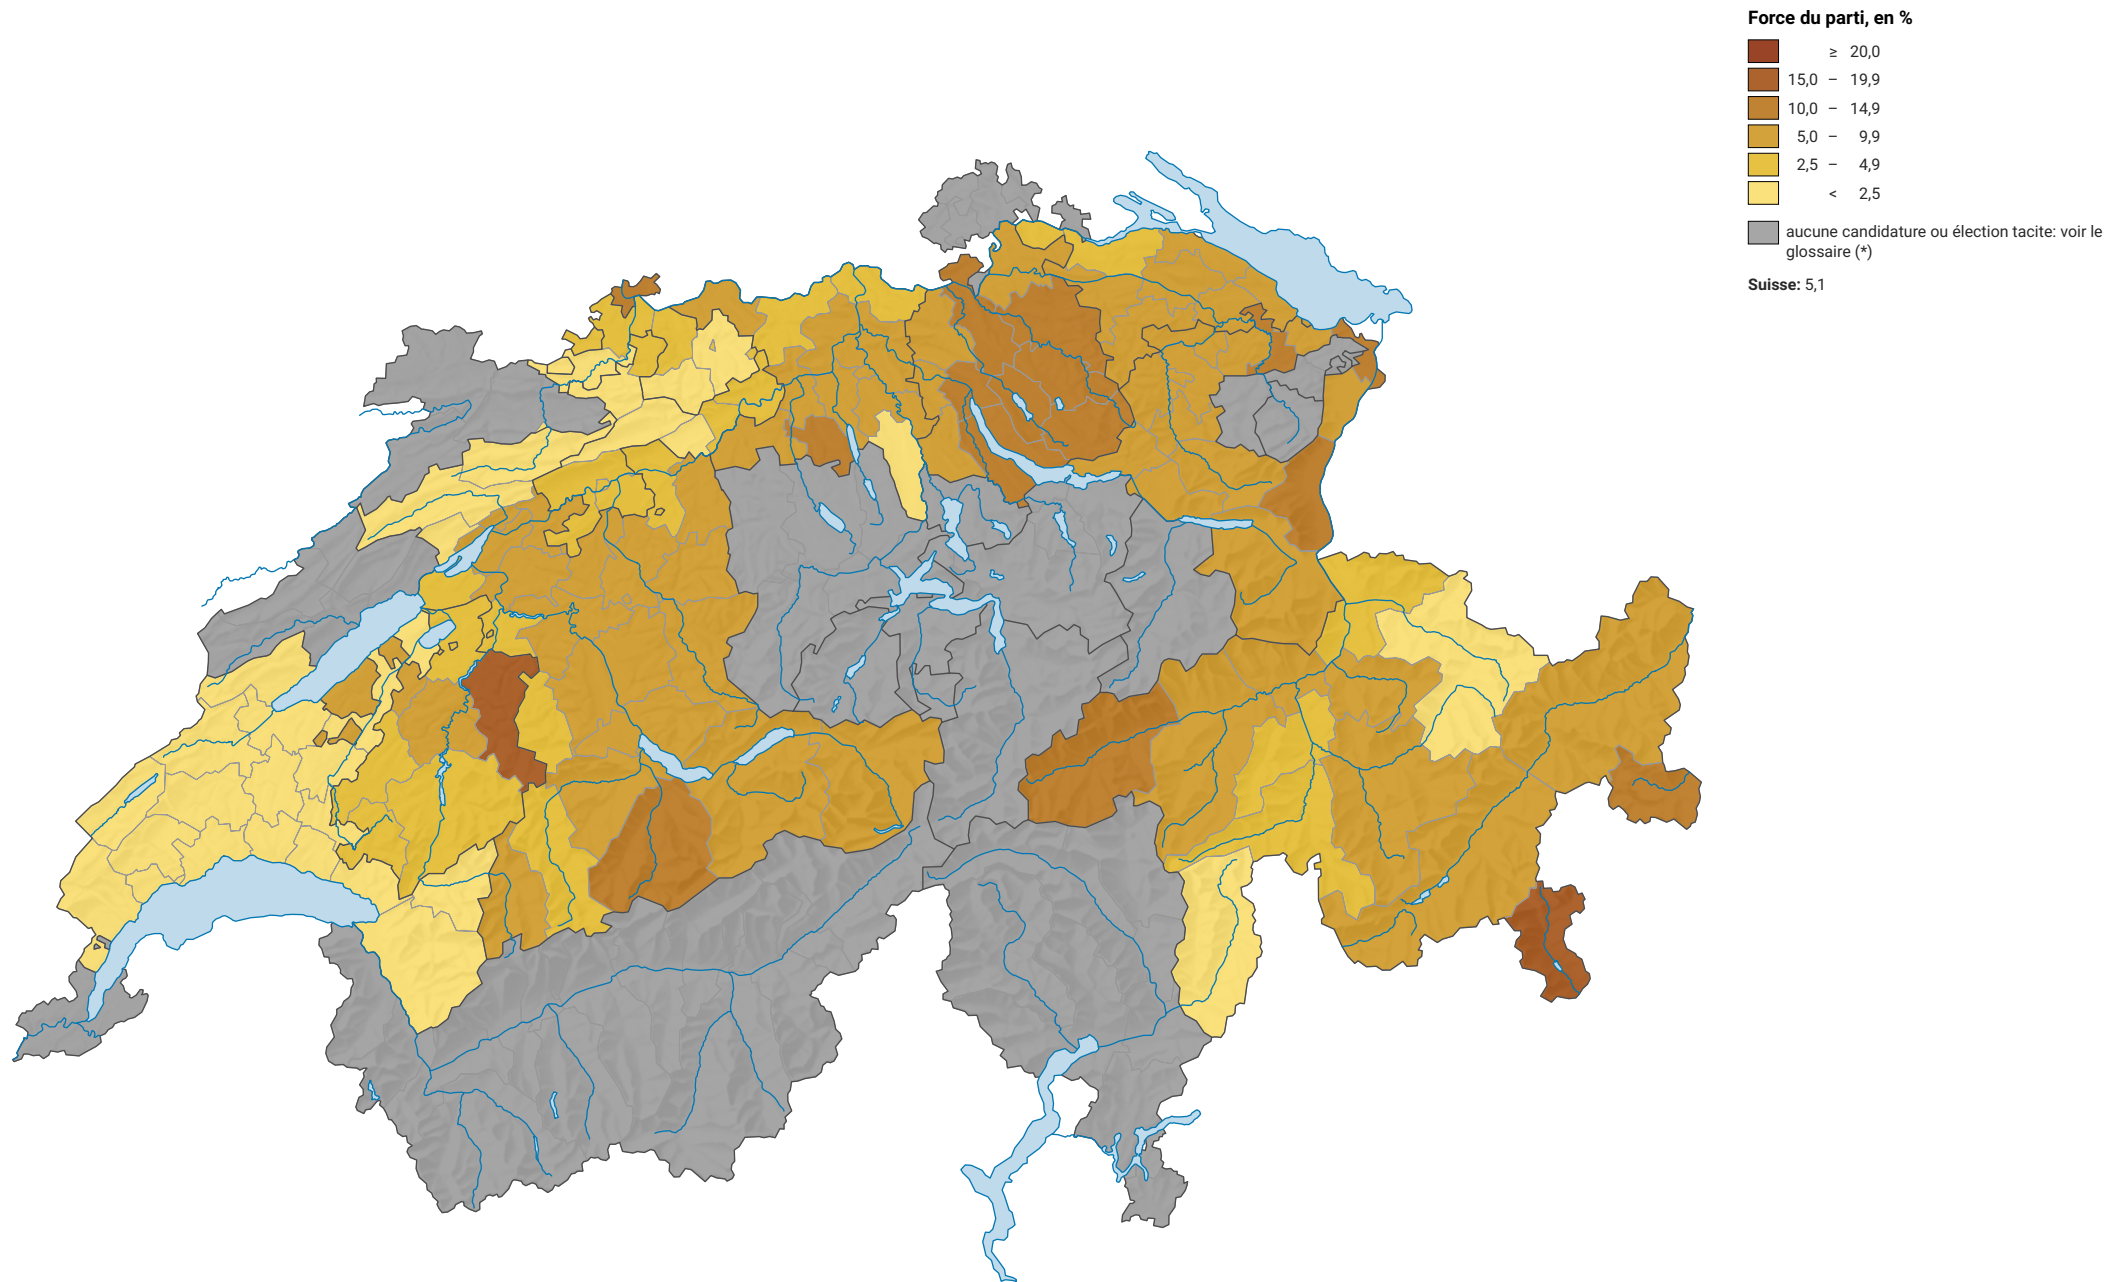 Force du parti, en %
≥ 20,0
15,0 – 19,9
10,0 – 14,9
5,0 – 9,9
2,5 – 4,9
< 2,5
aucune candidature ou élection tacite: voir le
glossaire (*)
Suisse: 5,1